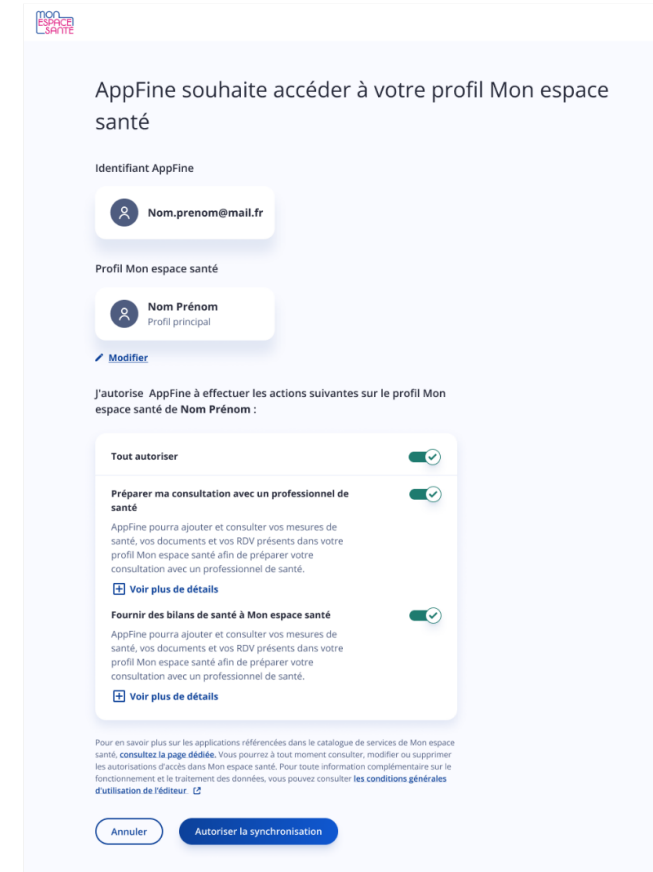 mon
ESPACE
SANTÉ
AppFine souhaite accéder à votre profil Mon espace
santé
Identifiant AppFine
Nom.prenom@mail.fr
Profil Mon espace santé
Nom Prénom
Profil principal
Modifier
J'autorise AppFine à effectuer les actions suivantes sur le profil Mon
espace santé de Nom Prénom :
Tout autoriser
Préparer ma consultation avec un professionnel de
santé
AppFine pourra ajouter et consulter vos mesures de
santé, vos documents et vos RDV présents dans votre
profil Mon espace santé afin de préparer votre
consultation avec un professionnel de santé.
Voir plus de détails
Fournir des bilans de santé à Mon espace santé
AppFine pourra ajouter et consulter vos mesures de
santé, vos documents et vos RDV présents dans votre
profil Mon espace santé afin de préparer votre
consultation avec un professionnel de santé.
Voir plus de détails
Pour en savoir plus sur les applications référencées dans le catalogue de services de Mon espace
santé, consultez la page dédiée. Vous pourrez à tout moment consulter, modifier ou supprimer
les autorisations d'accès dans Mon espace santé. Pour toute information complémentaire sur le
fonctionnement et le traitement des données, vous pouvez consulter les conditions générales
d'utilisation de l'éditeur.
Annuler
Autoriser la synchronisation